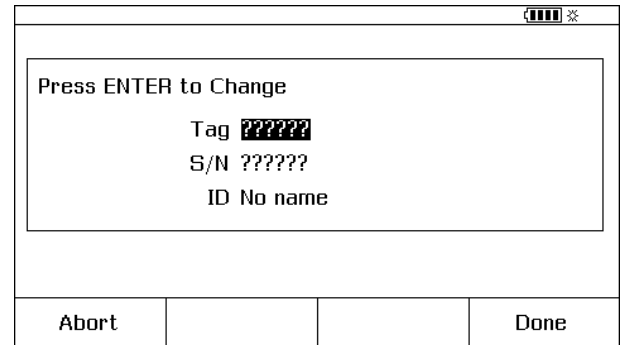 Press ENTER to Change
Tag ??????
S/N ??????
ID No name
Abort Done